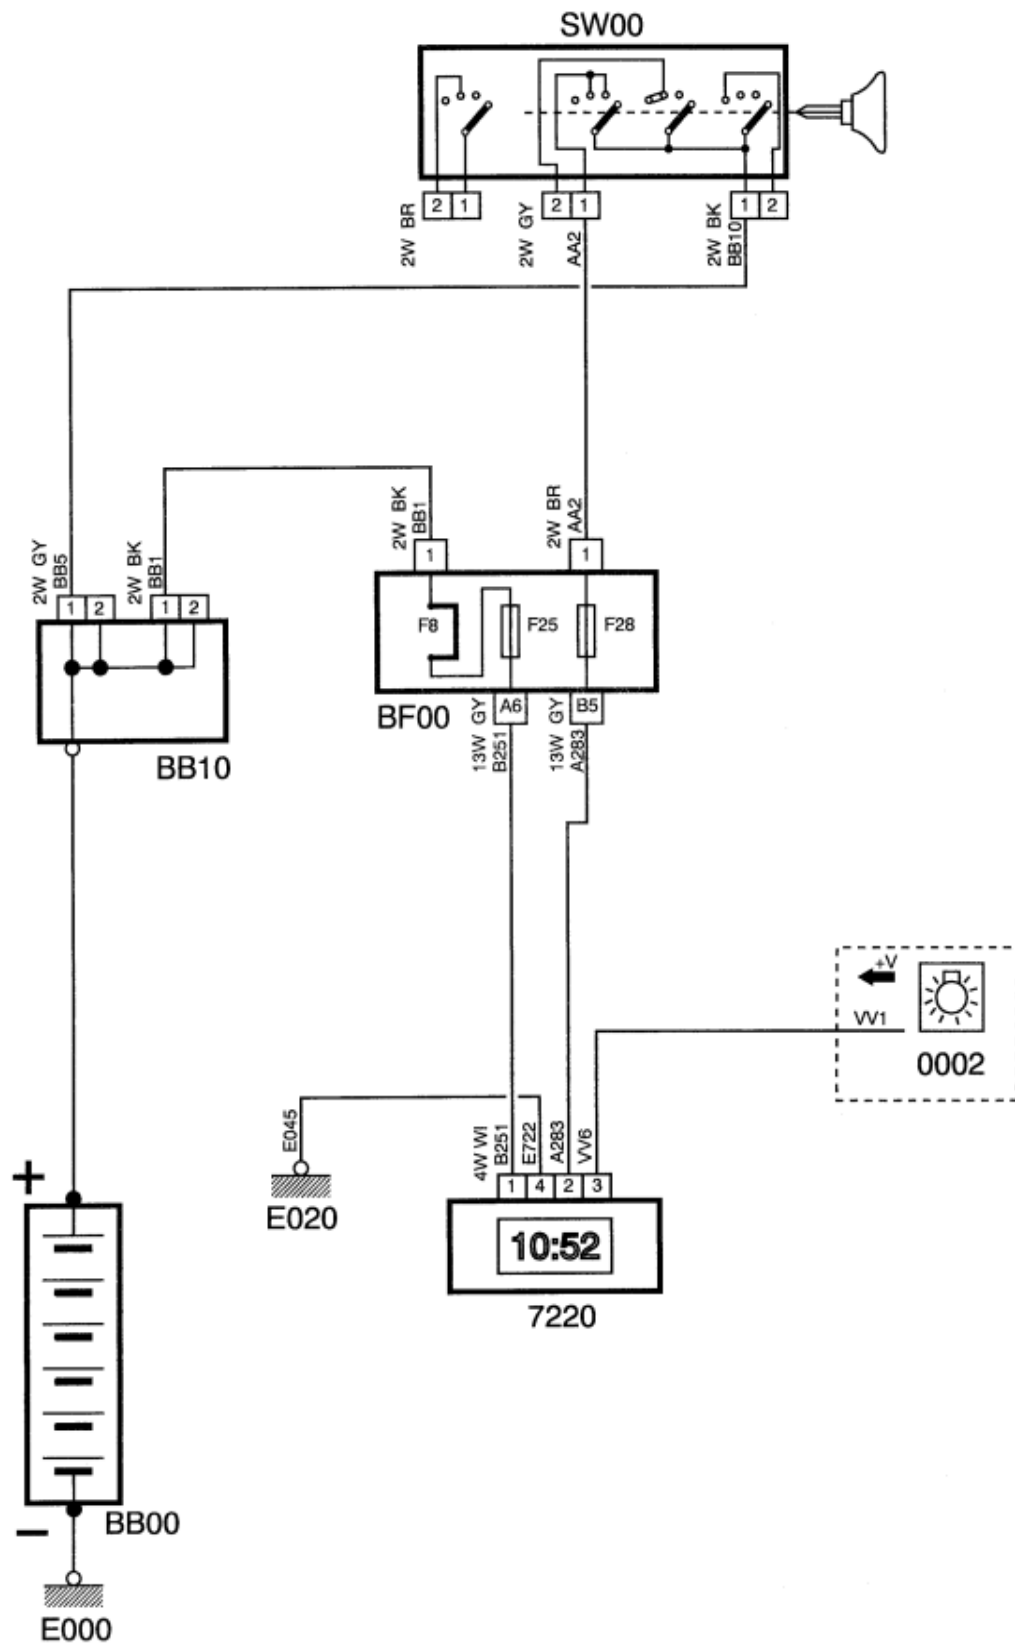 SW00
2 1
2 1
1 2
2W BR
2W GY
AA2
2W BK
BB10
2W BK
BB1
2W BR
AA2
2W GY
BB5
2W BK
BB1
1
1
1 2
1 2
F8
F25
F28
A6
B5
BF00
BB10
13W GY
B251
13W GY
A283
+V
VV1
0002
E045
4W WI
B251
E722
A283
VV6
1 4 2 3
E020
10:52
7220
+
−
BB00
E000